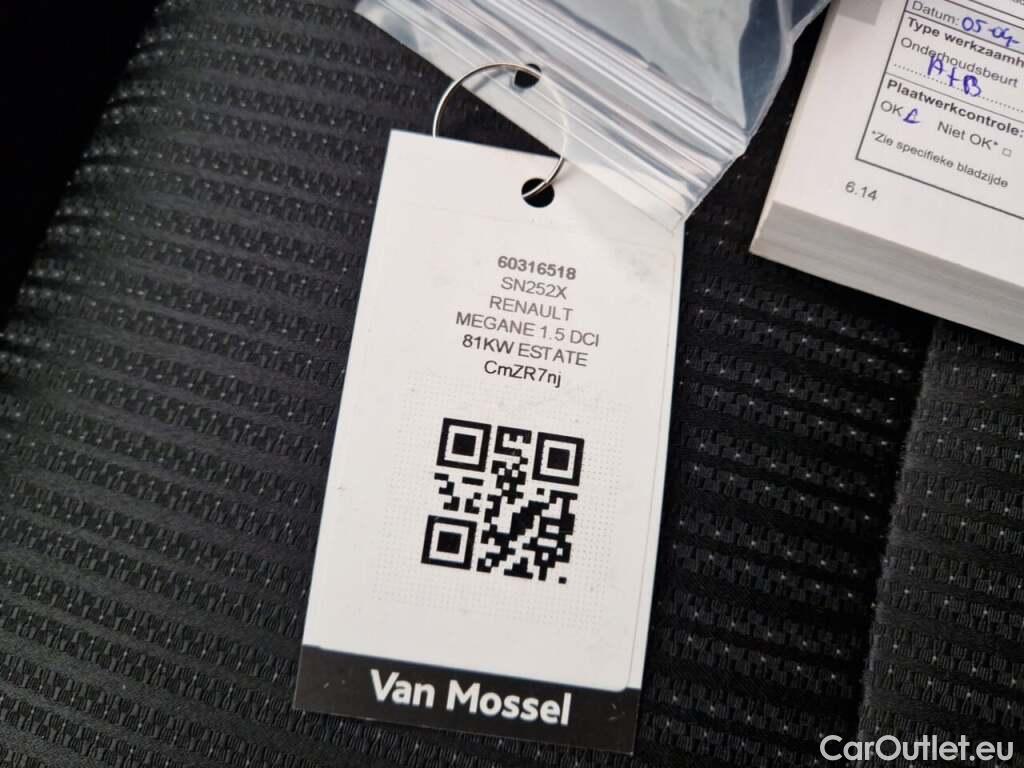 60316518
SN252X
RENAULT
MEGANE 1.5 DCI
81KW ESTATE
CmZR7nj
Van Mossel
Datum: 05-04
Type werkzaamh
Onderhoudsbeurt
A+B
Plaatwerkcontrole:
OK Niet OK*
*Zie specifieke bladzijde
6.14
CarOutlet.eu